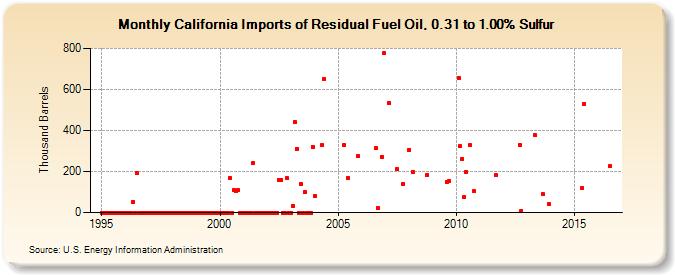 Monthly California Imports of Residual Fuel Oil, 0.31 to 1.00% Sulfur
Thousand Barrels
800
600
400
200
0
1995 2000 2005 2010 2015
Source: U.S. Energy Information Administration